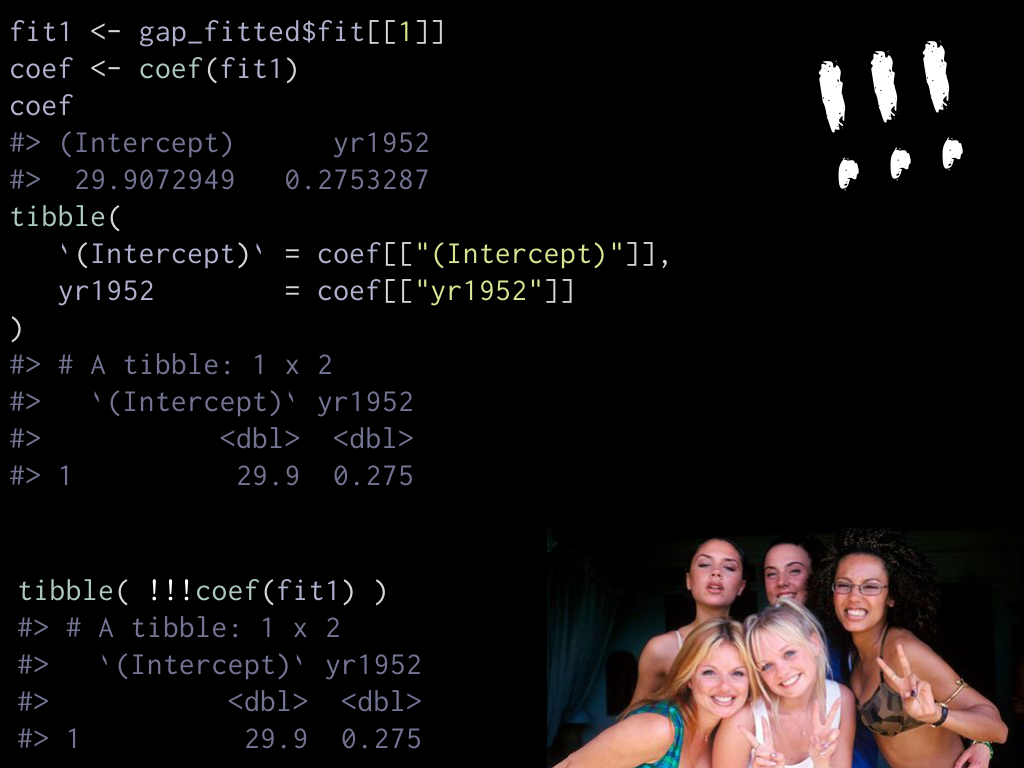 fit1 <- gap_fitted$fit[[1]]
coef <- coef(fit1)
coef
#> (Intercept)      yr1952
#>  29.9072949   0.2753287
tibble(
   `(Intercept)` = coef[["(Intercept)"]],
   yr1952        = coef[["yr1952"]]
)
#> # A tibble: 1 x 2
#>   `(Intercept)` yr1952
#>           <dbl>  <dbl>
#> 1          29.9  0.275
!!!
tibble( !!!coef(fit1) )
#> # A tibble: 1 x 2
#>   `(Intercept)` yr1952
#>           <dbl>  <dbl>
#> 1          29.9  0.275